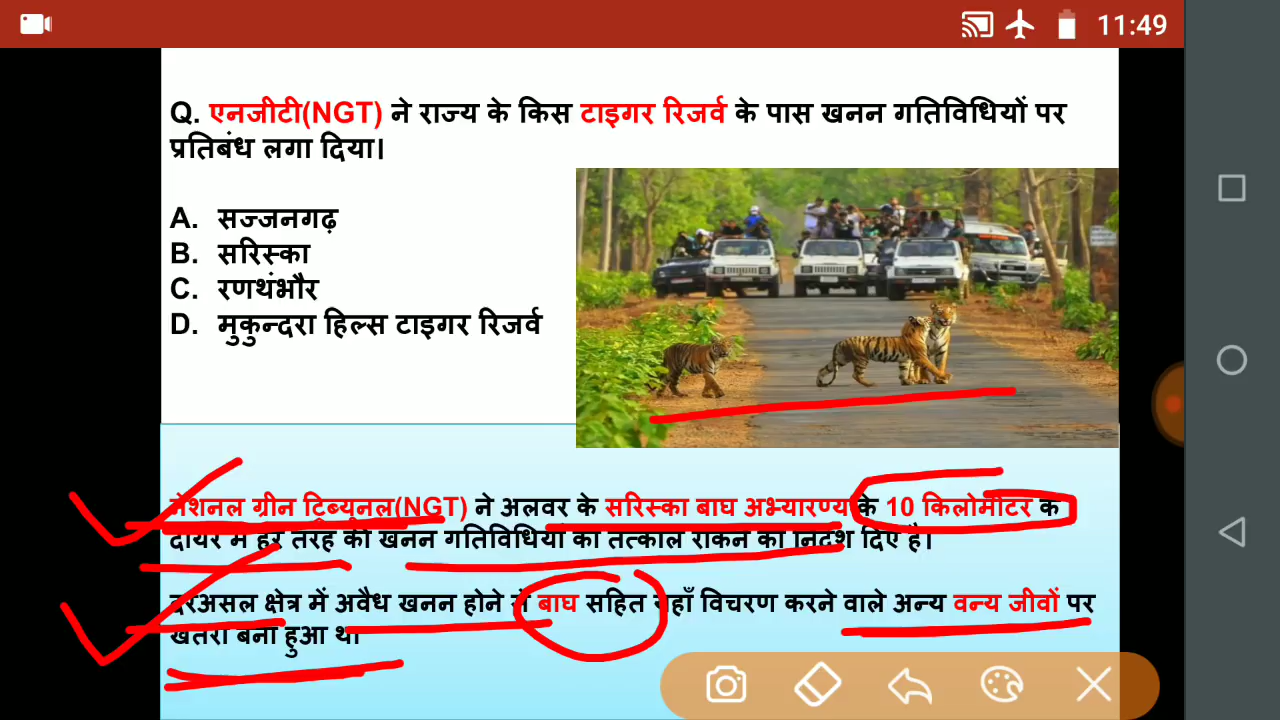 11:49
Q. एनजीटी(NGT) ने राज्य के किस टाइगर रिजर्व के पास खनन गतिविधियों पर
प्रतिबंध लगा दिया।
A. सज्जनगढ़
B. सरिस्का
C. रणथंभौर
D. मुकुन्दरा हिल्स टाइगर रिजर्व
नेशनल ग्रीन ट्रिब्यूनल(NGT) ने अलवर के सरिस्का बाघ अभ्यारण्य के 10 किलोमीटर के
दायरे में हर तरह की खनन गतिविधियों को तत्काल रोकने का निर्देश दिए है।
दरअसल क्षेत्र में अवैध खनन होने से बाघ सहित यहाँ विचरण करने वाले अन्य वन्य जीवों पर
खतरा बना हुआ था